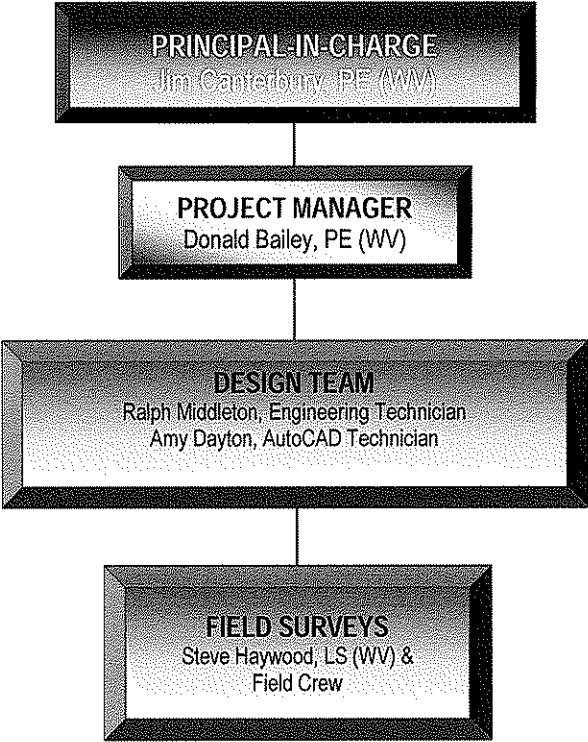 PRINCIPAL-IN-CHARGE
Jim Canterbury, PE (WV)
PROJECT MANAGER
Donald Bailey, PE (WV)
DESIGN TEAM
Ralph Middleton, Engineering Technician
Amy Dayton, AutoCAD Technician
FIELD SURVEYS
Steve Haywood, LS (WV) &
Field Crew